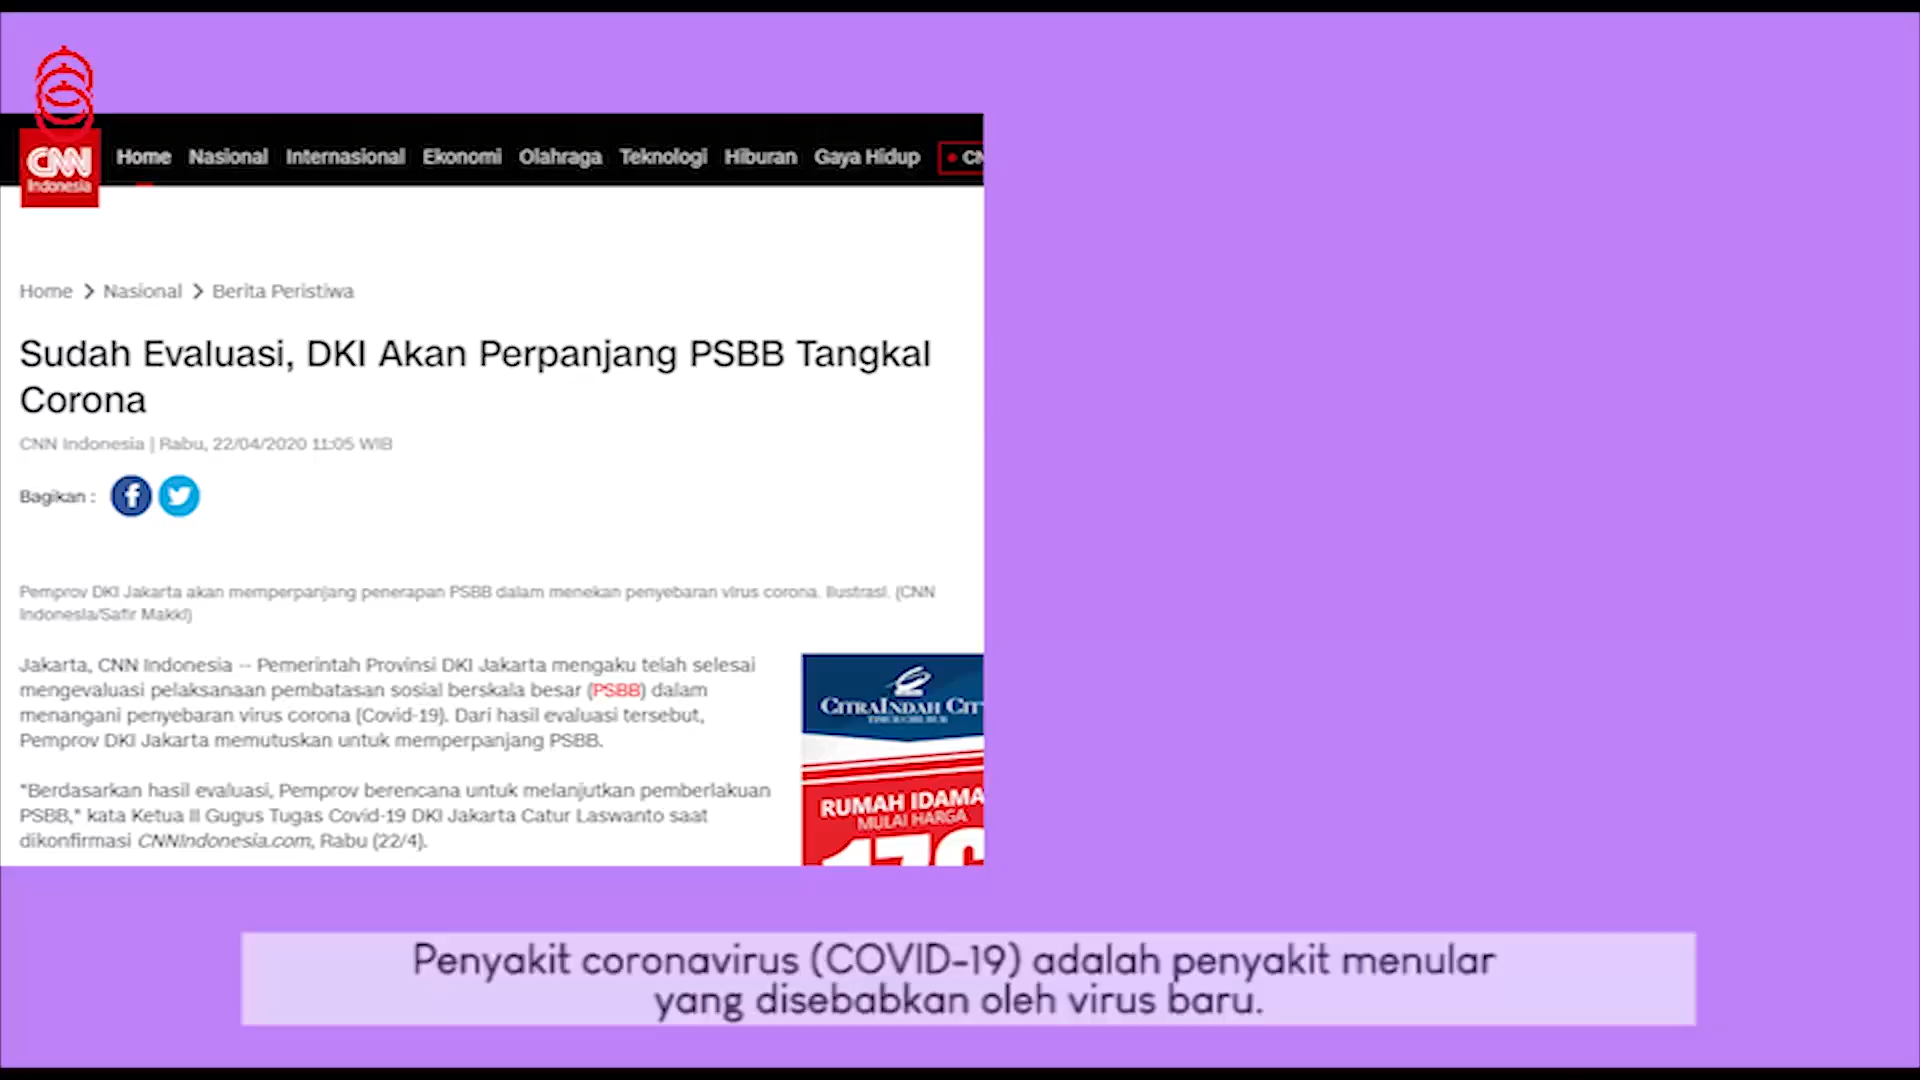 CNN
Indonesia
Home Nasional Internasional Ekonomi Olahraga Teknologi Hiburan Gaya Hidup
Home > Nasional > Berita Peristiwa
Sudah Evaluasi, DKI Akan Perpanjang PSBB Tangkal
Corona
CNN Indonesia | Rabu, 22/04/2020 11:05 WIB
Bagikan :
Pemprov DKI Jakarta akan memperpanjang penerapan PSBB dalam menekan penyebaran virus corona. Ilustrasi. (CNN
Indonesia/Safir Makki)
Jakarta, CNN Indonesia -- Pemerintah Provinsi DKI Jakarta mengaku telah selesai
mengevaluasi pelaksanaan pembatasan sosial berskala besar (PSBB) dalam
menangani penyebaran virus corona (Covid-19). Dari hasil evaluasi tersebut,
Pemprov DKI Jakarta memutuskan untuk memperpanjang PSBB.
"Berdasarkan hasil evaluasi, Pemprov berencana untuk melanjutkan pemberlakuan
PSBB," kata Ketua II Gugus Tugas Covid-19 DKI Jakarta Catur Laswanto saat
dikonfirmasi CNNIndonesia.com, Rabu (22/4).
CITRAINDAH CIT
RUMAH IDAMA
MULAI HARGA
Penyakit coronavirus (COVID-19) adalah penyakit menular
yang disebabkan oleh virus baru.